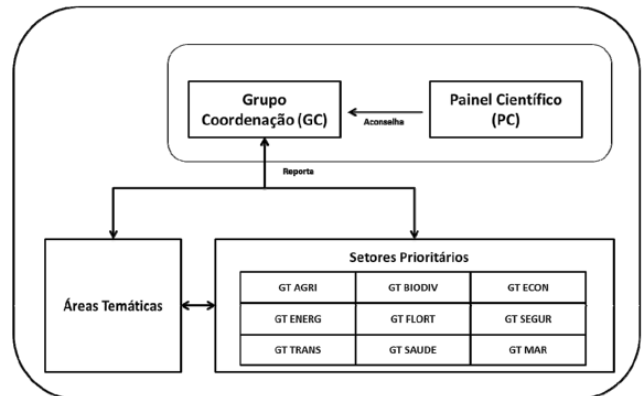 Grupo
Coordenação (GC)
Aconselha
Painel Científico
(PC)
Reporta
Áreas Temáticas
Setores Prioritários
GT AGRI
GT BIODIV
GT ECON
GT ENERG
GT FLORT
GT SEGUR
GT TRANS
GT SAUDE
GT MAR